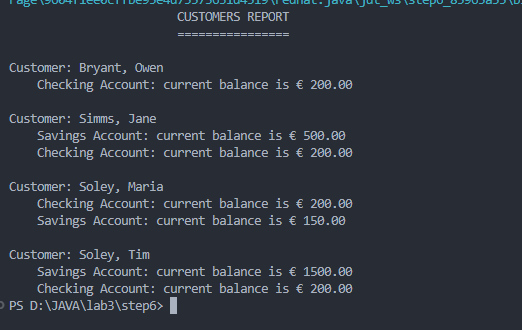 CUSTOMERS REPORT
================
Customer: Bryant, Owen
Checking Account: current balance is € 200.00
Customer: Simms, Jane
Savings Account: current balance is € 500.00
Checking Account: current balance is € 200.00
Customer: Soley, Maria
Checking Account: current balance is € 200.00
Savings Account: current balance is € 150.00
Customer: Soley, Tim
Savings Account: current balance is € 1500.00
Checking Account: current balance is € 200.00
PS D:\JAVA\lab3\step6>